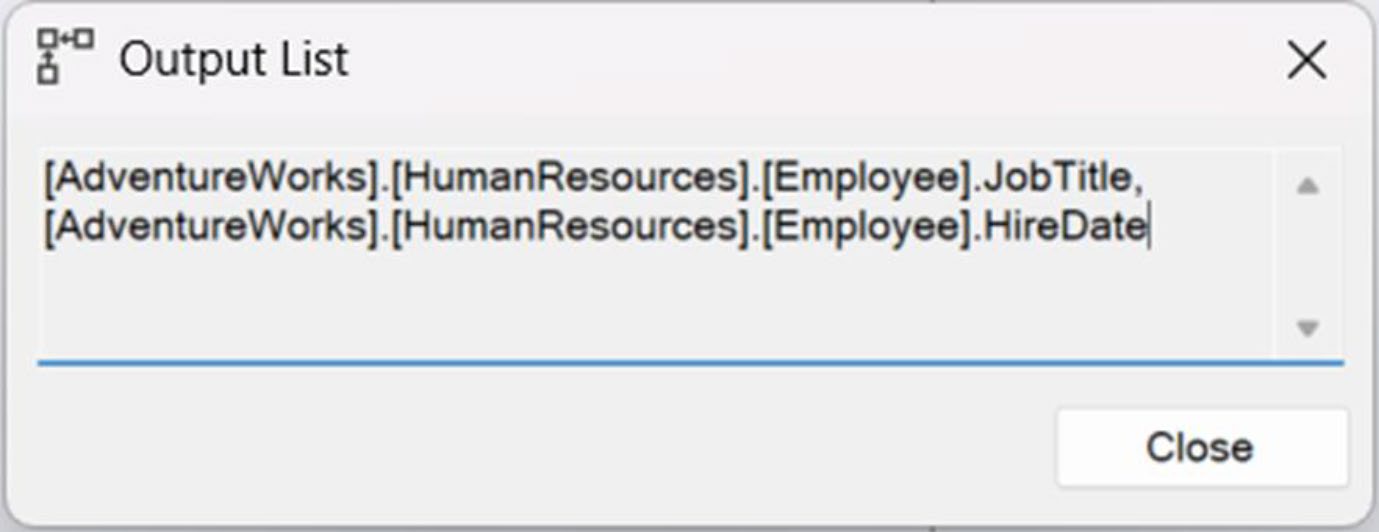 Output List
[AdventureWorks].[HumanResources].[Employee].JobTitle,
[AdventureWorks].[HumanResources].[Employee].HireDate
Close